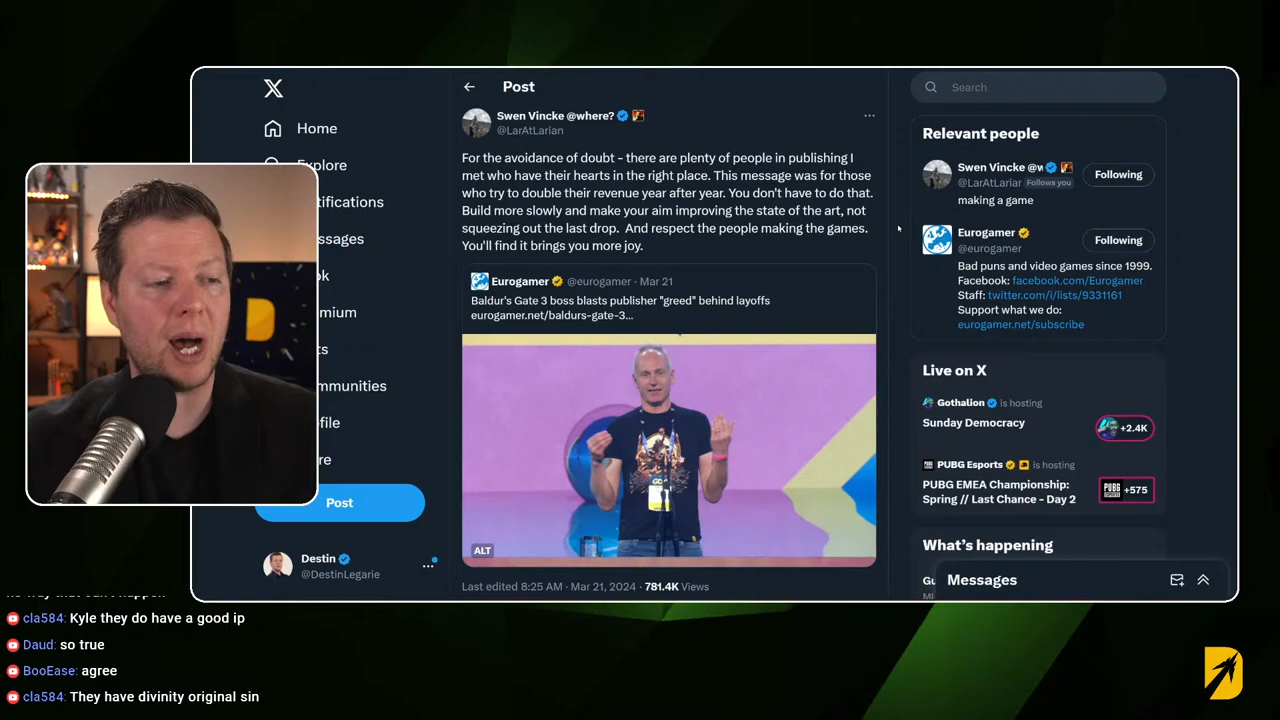 Home
Explore
tifications
ssages
ok
emium
ts
mmunities
file
re
Post
Destin
@DestinLegarie
Post
Swen Vincke @where?
@LarAtLarian
For the avoidance of doubt - there are plenty of people in publishing I
met who have their hearts in the right place. This message was for those
who try to double their revenue year after year. You don't have to do that.
Build more slowly and make your aim improving the state of the art, not
squeezing out the last drop.  And respect the people making the games.
You'll find it brings you more joy.
Eurogamer @eurogamer · Mar 21
Baldur's Gate 3 boss blasts publisher "greed" behind layoffs
eurogamer.net/baldurs-gate-3...
ALT
Last edited 8:25 AM · Mar 21, 2024 · 781.4K Views
Search
Relevant people
Swen Vincke @w
@LarAtLariar Follows you
Following
making a game
Eurogamer
@eurogamer
Following
Bad puns and video games since 1999.
Facebook: facebook.com/Eurogamer
Staff: twitter.com/i/lists/9331161
Support what we do:
eurogamer.net/subscribe
Live on X
Gothalion is hosting
Sunday Democracy
+2.4K
PUBG Esports is hosting
PUBG EMEA Championship:
Spring // Last Chance - Day 2
PUBG
+575
What's happening
Gu
Messages
cla584: Kyle they do have a good ip
Daud: so true
BooEase: agree
cla584: They have divinity original sin